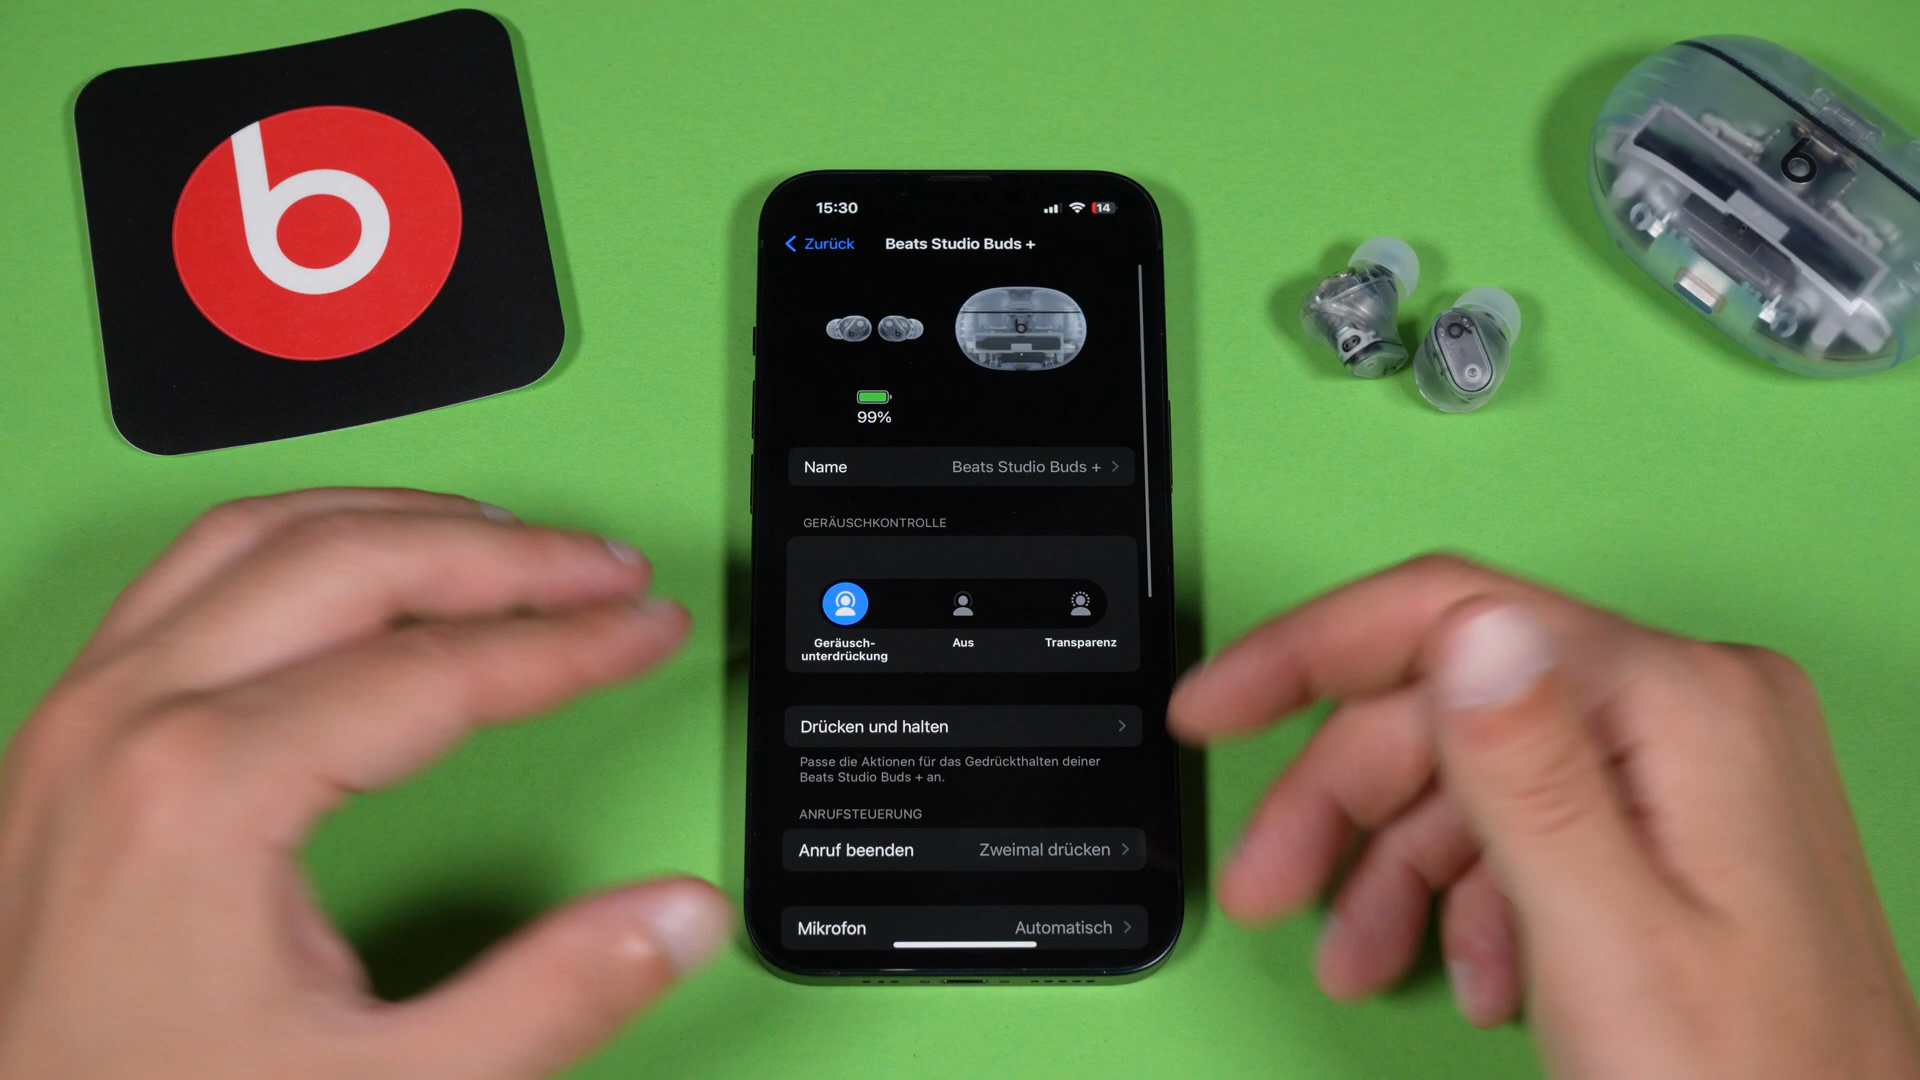 b
15:30
14
Zurück
Beats Studio Buds +
b
99%
Name
Beats Studio Buds +
GERÄUSCHKONTROLLE
Geräusch-
unterdrückung
Aus
Transparenz
Drücken und halten
Passe die Aktionen für das Gedrückthalten deiner
Beats Studio Buds + an.
ANRUFSTEUERUNG
Anruf beenden
Zweimal drücken
Mikrofon
Automatisch
b